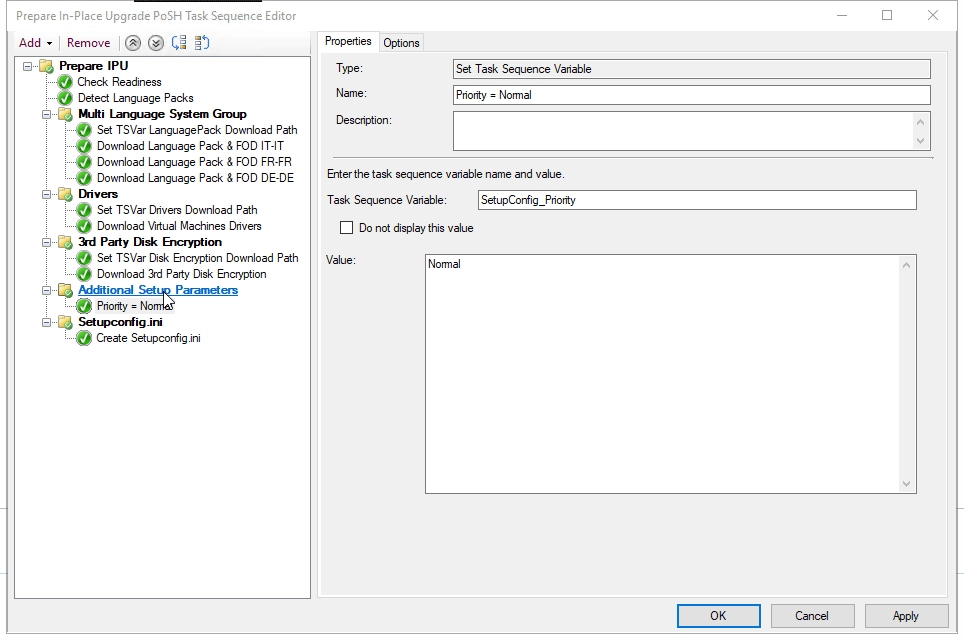 Prepare In-Place Upgrade PoSH Task Sequence Editor
Add
Remove
Prepare IPU
Check Readiness
Detect Language Packs
Multi Language System Group
Set TSVar LanguagePack Download Path
Download Language Pack & FOD IT-IT
Download Language Pack & FOD FR-FR
Download Language Pack & FOD DE-DE
Drivers
Set TSVar Drivers Download Path
Download Virtual Machines Drivers
3rd Party Disk Encryption
Set TSVar Disk Encryption Download Path
Download 3rd Party Disk Encryption
Additional Setup Parameters
Priority = Normal
Setupconfig.ini
Create Setupconfig.ini
Properties
Options
Type:
Set Task Sequence Variable
Name:
Priority = Normal
Description:
Enter the task sequence variable name and value.
Task Sequence Variable:
SetupConfig_Priority
Do not display this value
Value:
Normal
OK
Cancel
Apply